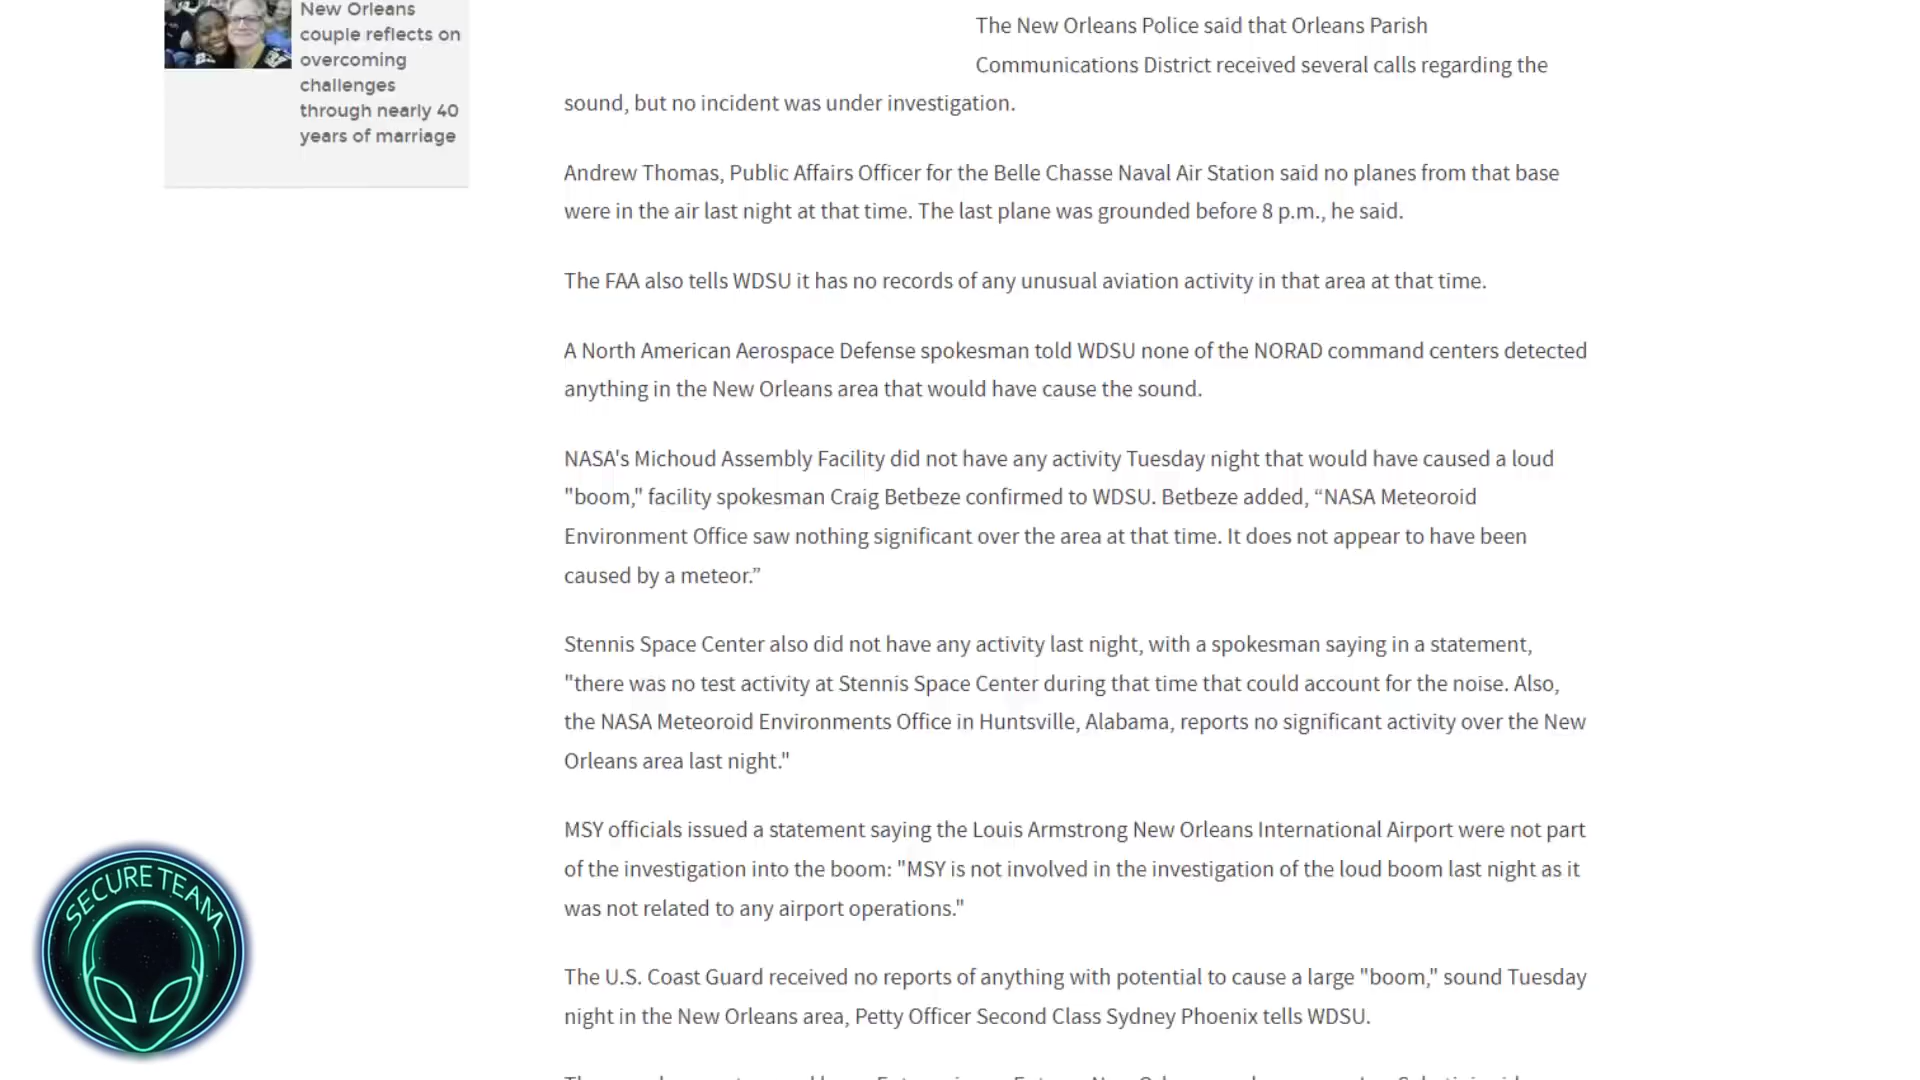 New Orleans
couple reflects on
overcoming
challenges
through nearly 40
years of marriage
The New Orleans Police said that Orleans Parish
Communications District received several calls regarding the
sound, but no incident was under investigation.
Andrew Thomas, Public Affairs Officer for the Belle Chasse Naval Air Station said no planes from that base
were in the air last night at that time. The last plane was grounded before 8 p.m., he said.
The FAA also tells WDSU it has no records of any unusual aviation activity in that area at that time.
A North American Aerospace Defense spokesman told WDSU none of the NORAD command centers detected
anything in the New Orleans area that would have cause the sound.
NASA's Michoud Assembly Facility did not have any activity Tuesday night that would have caused a loud
"boom," facility spokesman Craig Betbeze confirmed to WDSU. Betbeze added, “NASA Meteoroid
Environment Office saw nothing significant over the area at that time. It does not appear to have been
caused by a meteor.”
Stennis Space Center also did not have any activity last night, with a spokesman saying in a statement,
"there was no test activity at Stennis Space Center during that time that could account for the noise. Also,
the NASA Meteoroid Environments Office in Huntsville, Alabama, reports no significant activity over the New
Orleans area last night."
MSY officials issued a statement saying the Louis Armstrong New Orleans International Airport were not part
of the investigation into the boom: "MSY is not involved in the investigation of the loud boom last night as it
was not related to any airport operations."
The U.S. Coast Guard received no reports of anything with potential to cause a large "boom," sound Tuesday
night in the New Orleans area, Petty Officer Second Class Sydney Phoenix tells WDSU.
SECURETEAM